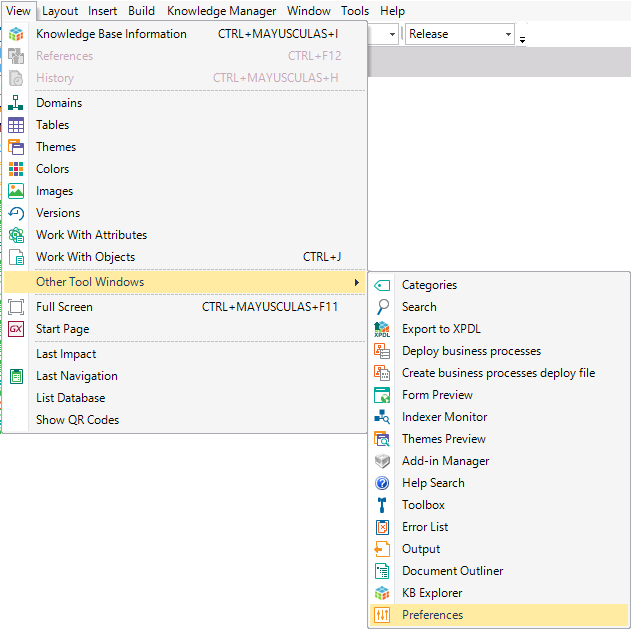 View Layout Insert Build Knowledge Manager Window Tools Help
Release
Knowledge Base Information CTRL+MAYUSCULAS+I
References CTRL+F12
History CTRL+MAYUSCULAS+H
Domains
Tables
Themes
Colors
Images
Versions
Work With Attributes
Work With Objects CTRL+J
Other Tool Windows
Full Screen CTRL+MAYUSCULAS+F11
GX Start Page
Last Impact
Last Navigation
List Database
Show QR Codes
Categories
Search
XPDL Export to XPDL
Deploy business processes
Create business processes deploy file
Form Preview
Indexer Monitor
Themes Preview
Add-in Manager
Help Search
Toolbox
Error List
Output
Document Outliner
KB Explorer
Preferences